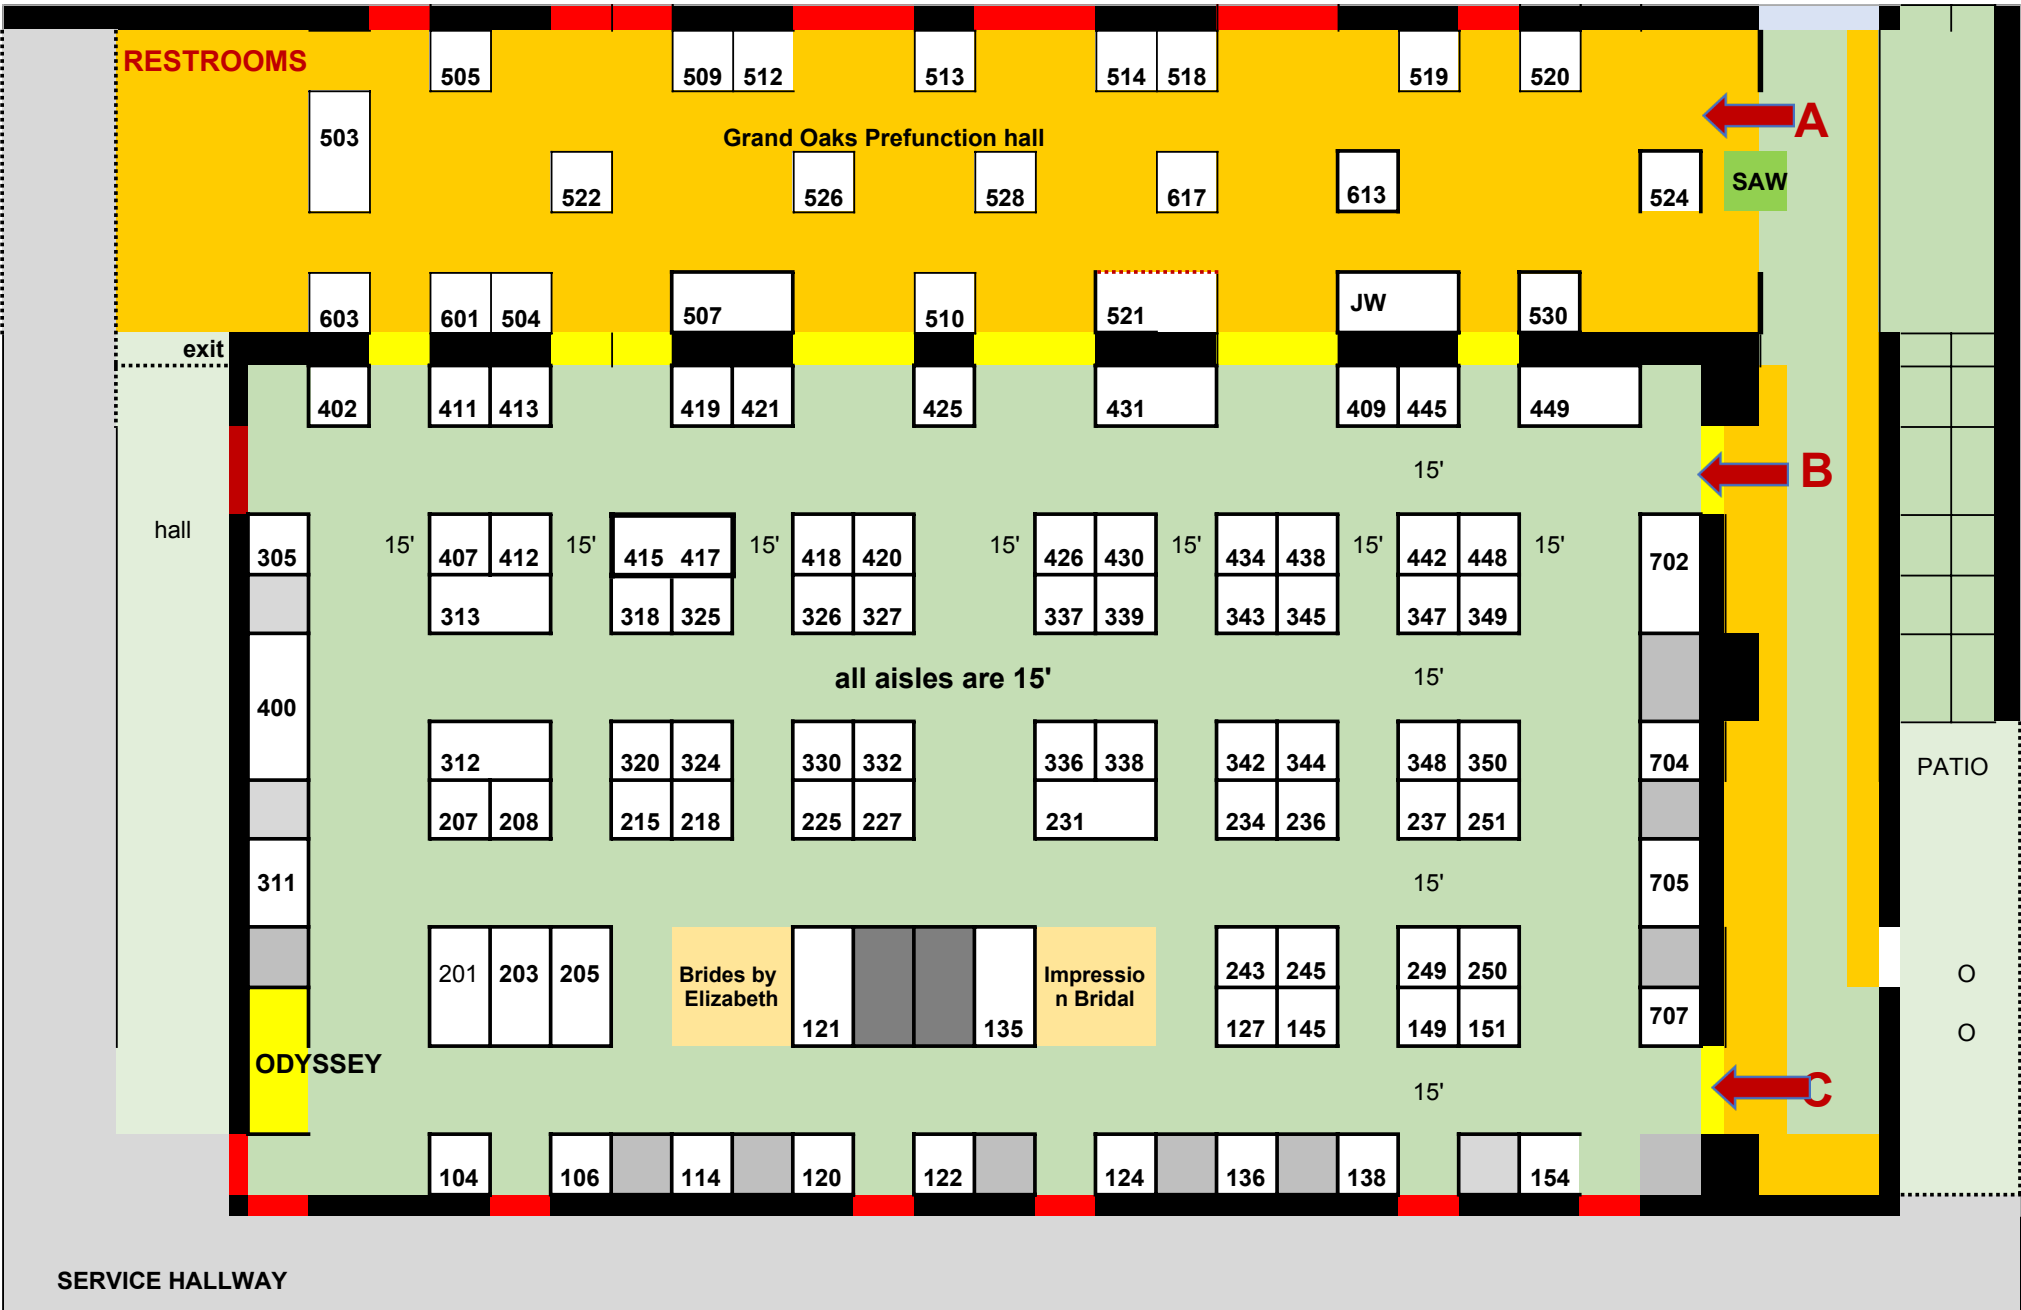 RESTROOMS
505 509 512 513 514 518 519 520
A
503
Grand Oaks Prefunction hall
522 526 528 617 613 524 SAW
603 601 504 507 510 521 JW 530
exit
402 411 413 419 421 425 431 409 445 449
15'
B
hall
305 15' 407 412 15' 415 417 15' 418 420 15' 426 430 15' 434 438 15' 442 448 15' 702
313 318 325 326 327 337 339 343 345 347 349
all aisles are 15'
15'
400
312 320 324 330 332 336 338 342 344 348 350 704
PATIO
207 208 215 218 225 227 231 234 236 237 251
311
15'
705
201 203 205
Brides by
Elizabeth
121
135
Impressio
n Bridal
243 245 249 250
O
127 145 149 151 707
O
ODYSSEY
15'
C
104 106 114 120 122 124 136 138 154
SERVICE HALLWAY